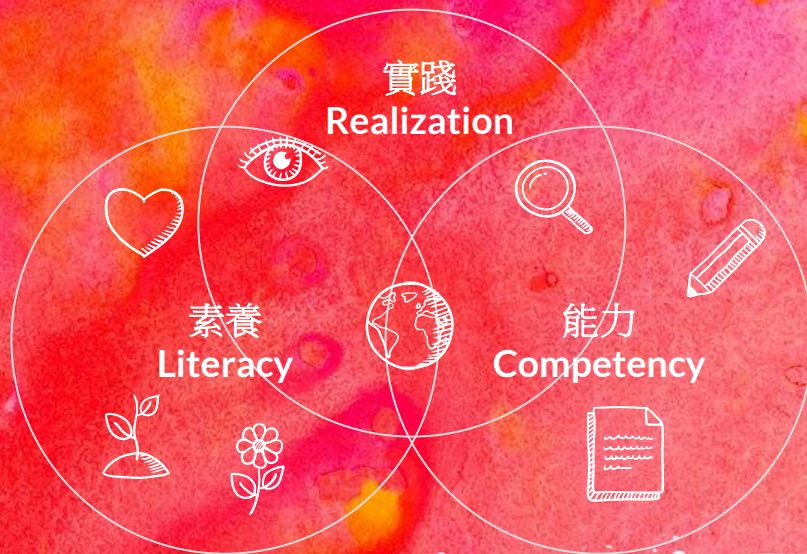 實踐
Realization
素養
Literacy
能力
Competency